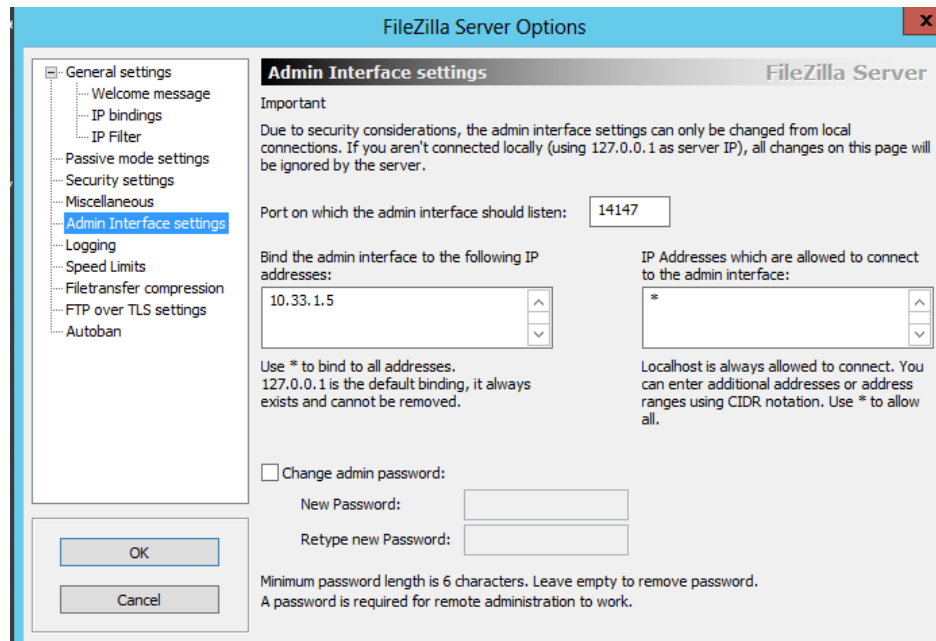 FileZilla Server Options
x
General settings
Welcome message
IP bindings
IP Filter
Passive mode settings
Security settings
Miscellaneous
Admin Interface settings
Logging
Speed Limits
Filetransfer compression
FTP over TLS settings
Autoban
OK
Cancel
Admin Interface settings
FileZilla Server
Important
Due to security considerations, the admin interface settings can only be changed from local
connections. If you aren't connected locally (using 127.0.0.1 as server IP), all changes on this page will
be ignored by the server.
Port on which the admin interface should listen:
14147
Bind the admin interface to the following IP
addresses:
10.33.1.5
Use * to bind to all addresses.
127.0.0.1 is the default binding, it always
exists and cannot be removed.
IP Addresses which are allowed to connect
to the admin interface:
*
Localhost is always allowed to connect. You
can enter additional addresses or address
ranges using CIDR notation. Use * to allow
all.
Change admin password:
New Password:
Retype new Password:
Minimum password length is 6 characters. Leave empty to remove password.
A password is required for remote administration to work.